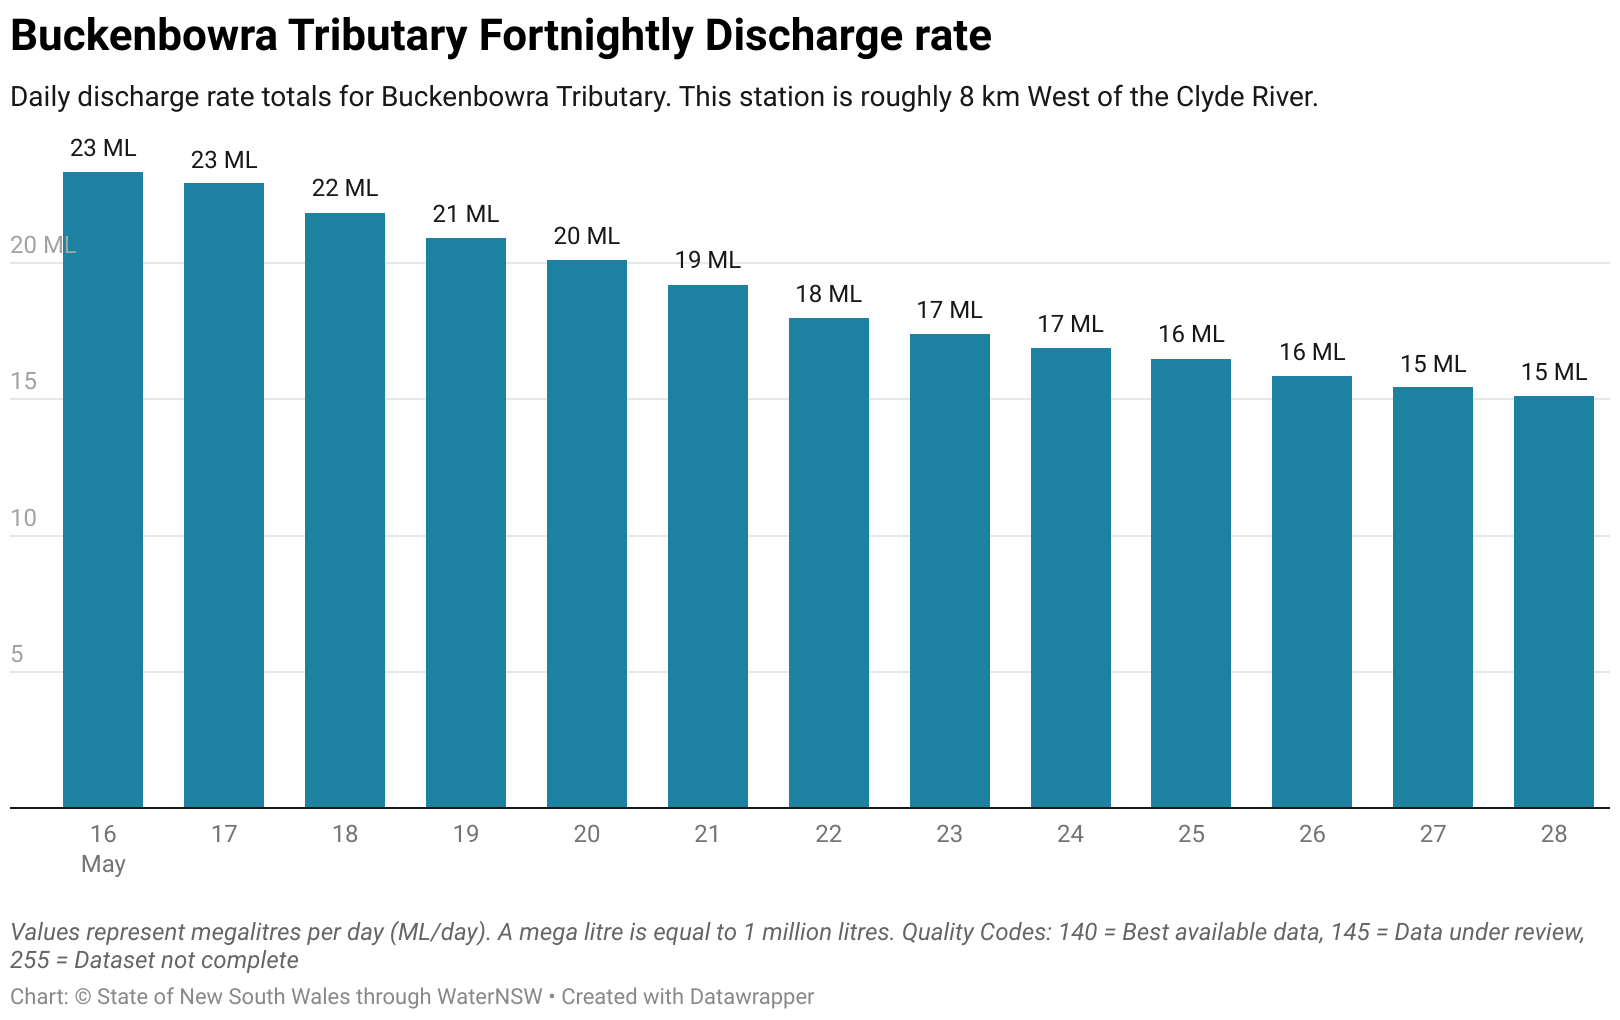 Buckenbowra Tributary Fortnightly Discharge rate
Daily discharge rate totals for Buckenbowra Tributary. This station is roughly 8 km West of the Clyde River.
23 ML
23 ML
22 ML
21 ML
20 ML
19 ML
18 ML
17 ML
17 ML
16 ML
16 ML
15 ML
15 ML
20 ML
15
10
5
16 17 18 19 20 21 22 23 24 25 26 27 28
May
Values represent megalitres per day (ML/day). A mega litre is equal to 1 million litres. Quality Codes: 140 = Best available data, 145 = Data under review,
255 = Dataset not complete
Chart: © State of New South Wales through WaterNSW • Created with Datawrapper